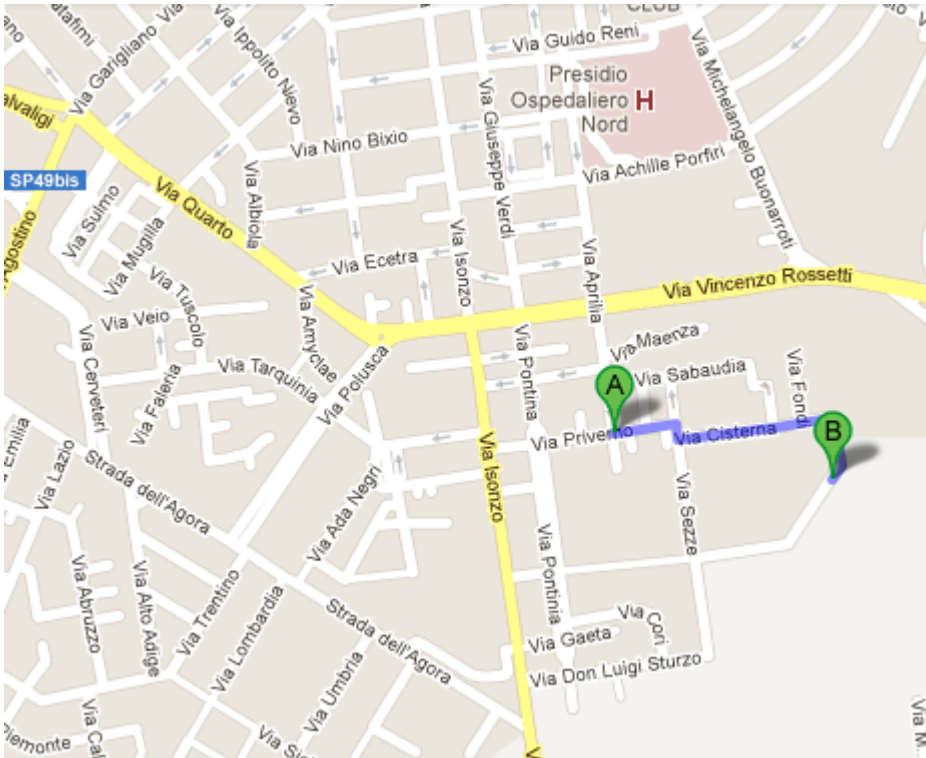 CLUB
Via Guido Reni
Via Garigliano
Via Ippolito Nievo
Via Michelangelo Buonarroti
Presidio
Ospedaliero
Nord
H
Via Giuseppe Verdi
Via Nino Bixio
Via Achille Porfiri
SP49bis
Via Quarto
Via Albiola
Via Sulmo
Via Mugilla
Via Isonzo
Via Ecetra
Via Aprilia
Via Vincenzo Rossetti
Via Tuscolo
Via Veio
Via Amyclae
Via Polusca
Via Cerveteri
Via Faleria
Via Tarquinia
Via Pontina
Via Maenza
Via Sabaudia
Via Fondi
A
B
Via Priverno
Via Cisterna
Via Lazio
Strada dell'Agora
Via Ada Negri
Via Isonzo
Via Sezze
Via Pontinia
Via Abruzzo
Via Alto Adige
Via Trentino
Via Lombardia
Via Umbria
Strada dell'Agora
Via Gaeta
Via Cori
Via Don Luigi Sturzo
Piemonte
Via Cal
Via M...